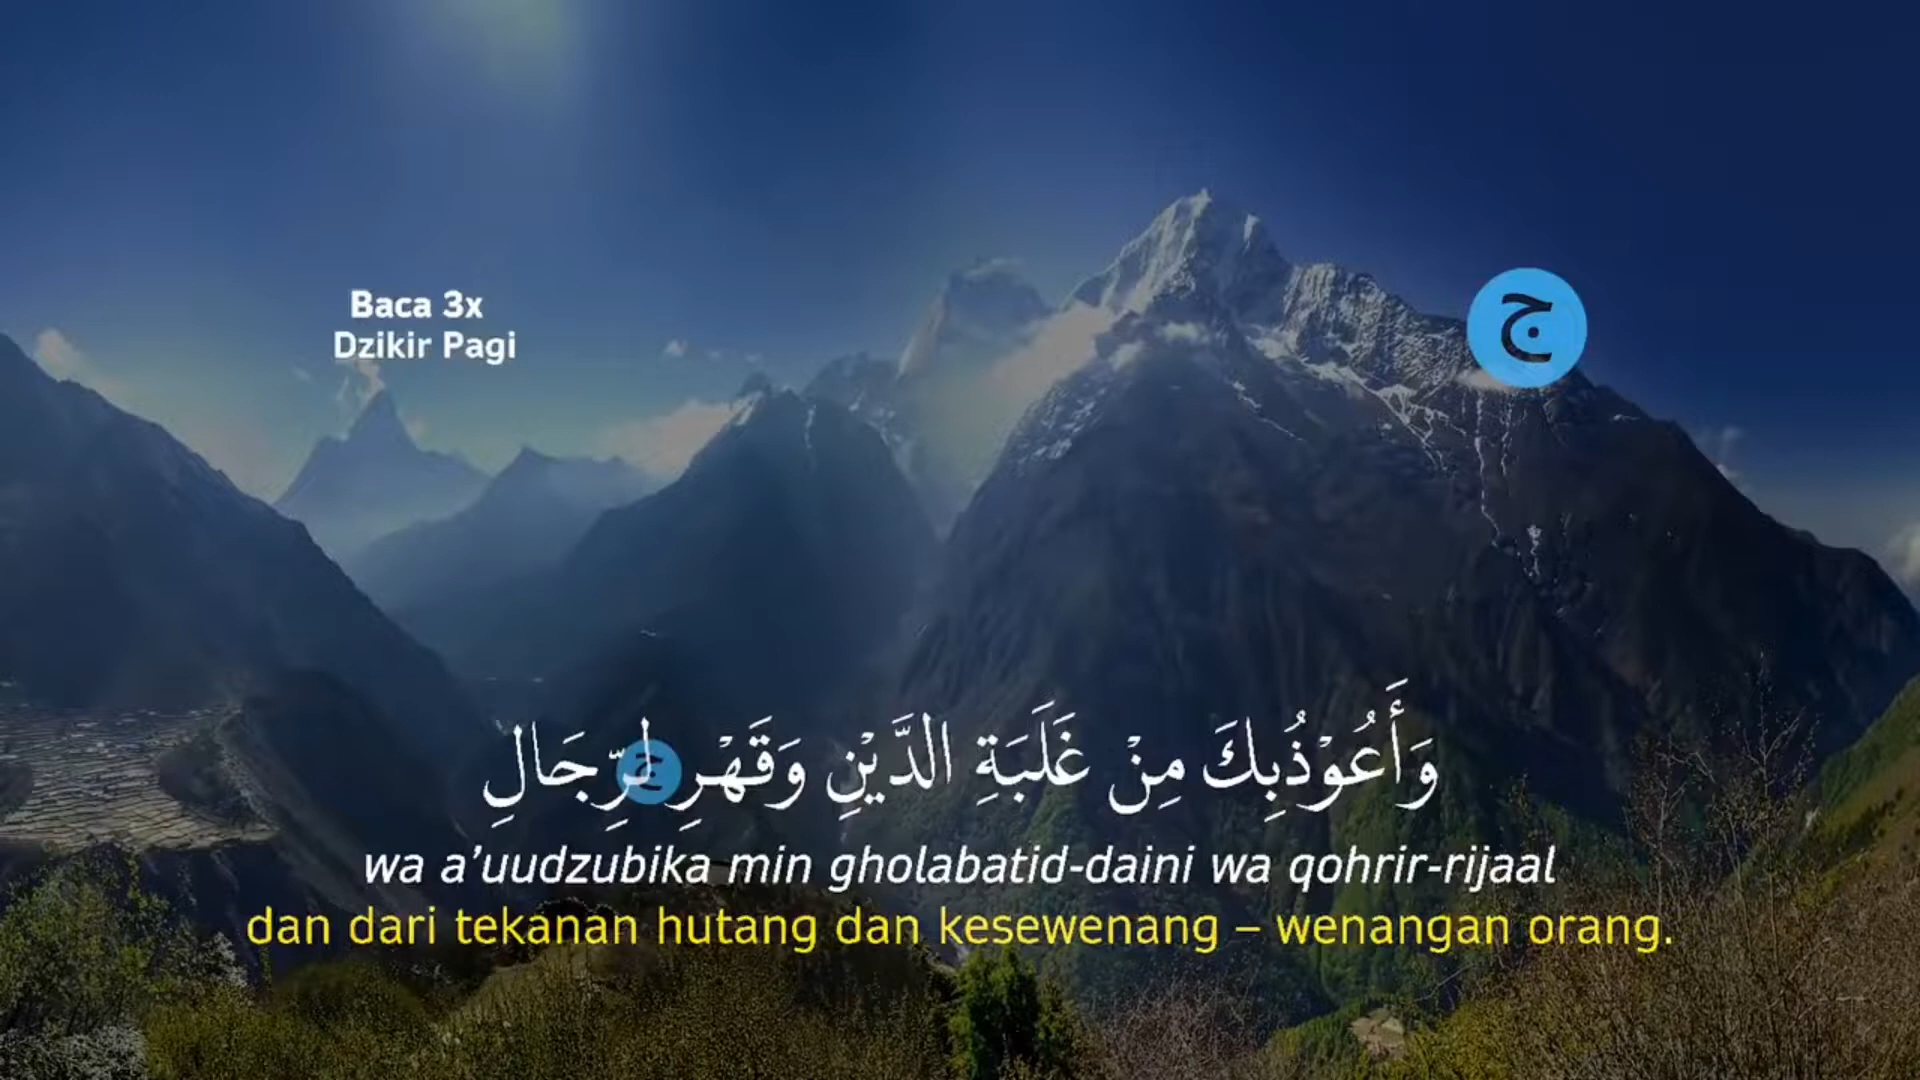 Baca 3x
Dzikir Pagi
ج
وَأَعُوْذُبِكَ مِنْ غَلَبَةِ الدَّيْنِ وَقَهْرِ لرِّجَالِ
ج
wa a’uudzubika min gholabatid-daini wa qohrir-rijaal
dan dari tekanan hutang dan kesewenang – wenangan orang.